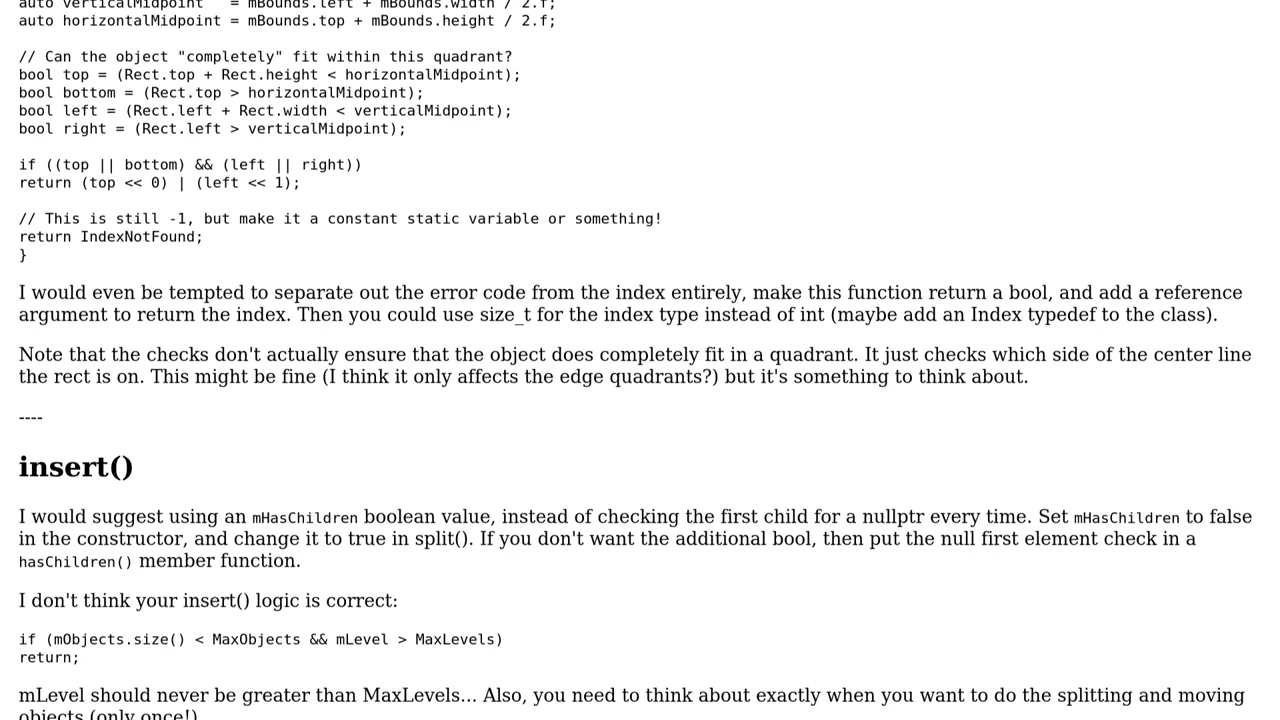 auto verticalMidpoint   = mBounds.left + mBounds.width / 2.f;
auto horizontalMidpoint = mBounds.top + mBounds.height / 2.f;
// Can the object "completely" fit within this quadrant?
bool top = (Rect.top + Rect.height < horizontalMidpoint);
bool bottom = (Rect.top > horizontalMidpoint);
bool left = (Rect.left + Rect.width < verticalMidpoint);
bool right = (Rect.left > verticalMidpoint);
if ((top || bottom) && (left || right))
return (top << 0) | (left << 1);
// This is still -1, but make it a constant static variable or something!
return IndexNotFound;
}
I would even be tempted to separate out the error code from the index entirely, make this function return a bool, and add a reference
argument to return the index. Then you could use size_t for the index type instead of int (maybe add an Index typedef to the class).
Note that the checks don't actually ensure that the object does completely fit in a quadrant. It just checks which side of the center line
the rect is on. This might be fine (I think it only affects the edge quadrants?) but it's something to think about.
----
insert()
I would suggest using an mHasChildren boolean value, instead of checking the first child for a nullptr every time. Set mHasChildren to false
in the constructor, and change it to true in split(). If you don't want the additional bool, then put the null first element check in a
hasChildren() member function.
I don't think your insert() logic is correct:
if (mObjects.size() < MaxObjects && mLevel > MaxLevels)
return;
mLevel should never be greater than MaxLevels... Also, you need to think about exactly when you want to do the splitting and moving
objects (only once!).